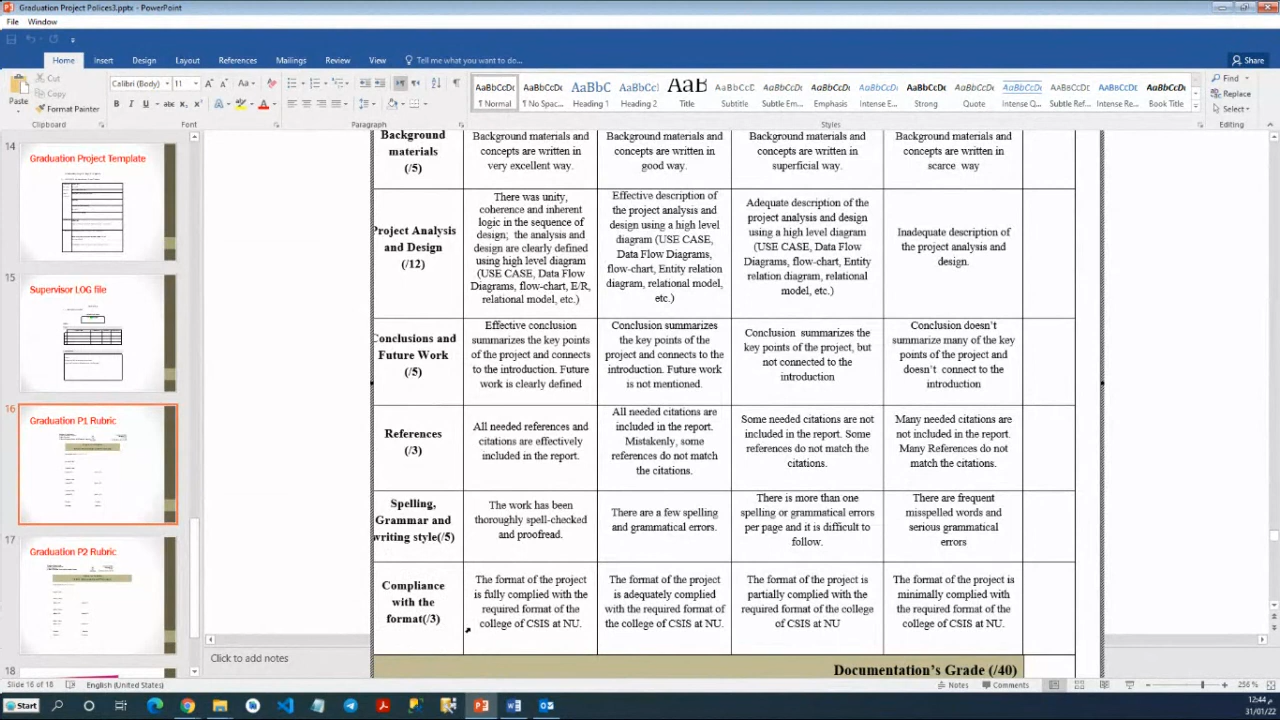 Graduation Project Polices3.pptx - PowerPoint
File Window
Home Insert Design Layout References Mailings Review View Tell me what you want to do... Share
Paste
Cut
Copy
Format Painter
Clipboard
Calibri (Body) 11
Font
Paragraph
AaBbCcDc AaBbCcDc AaBbC AaBbCc AaB AaBbCcD AaBbCcDc AaBbCcDc AaBbCcDc AaBbCcDc AaBbCcDc AaBbCcDc AaBbCcDc AaBbCcDc AaBbCcDc
¶ Normal ¶ No Spac... Heading 1 Heading 2 Title Subtitle Subtle Em... Emphasis Intense E... Strong Quote Intense Q... Subtle Ref... Intense Re... Book Title
Styles
Find
Replace
Select
Editing
14
Graduation Project Template
15
Supervisor LOG file
16
Graduation P1 Rubric
17
Graduation P2 Rubric
18
Background
materials
(/5)
Background materials and
concepts are written in
very excellent way.
Background materials and
concepts are written in
good way.
Background materials and
concepts are written in
superficial way.
Background materials and
concepts are written in
scarce way
Project Analysis
and Design
(/12)
There was unity,
coherence and inherent
logic in the sequence of
design; the analysis and
design are clearly defined
using high level diagram
(USE CASE, Data Flow
Diagrams, flow-chart, E/R,
relational model, etc.)
Effective description of
the project analysis and
design using a high level
diagram (USE CASE,
Data Flow Diagrams,
flow-chart, Entity relation
diagram, relational model,
etc.)
Adequate description of the
project analysis and design
using a high level diagram
(USE CASE, Data Flow
Diagrams, flow-chart, Entity
relation diagram, relational
model, etc.)
Inadequate description of
the project analysis and
design.
Conclusions and
Future Work
(/5)
Effective conclusion
summarizes the key points
of the project and connects
to the introduction. Future
work is clearly defined
Conclusion summarizes
the key points of the
project and connects to the
introduction. Future work
is not mentioned.
Conclusion summarizes the
key points of the project, but
not connected to the
introduction
Conclusion doesn't
summarize many of the key
points of the project and
doesn't connect to the
introduction
References
(/3)
All needed references and
citations are effectively
included in the report.
All needed citations are
included in the report.
Mistakenly, some
references do not match
the citations.
Some needed citations are not
included in the report. Some
references do not match the
citations.
Many needed citations are
not included in the report.
Many References do not
match the citations.
Spelling,
Grammar and
writing style(/5)
The work has been
thoroughly spell-checked
and proofread.
There are a few spelling
and grammatical errors.
There is more than one
spelling or grammatical errors
per page and it is difficult to
follow.
There are frequent
misspelled words and
serious grammatical
errors
Compliance
with the
format(/3)
The format of the project
is fully complied with the
required format of the
college of CSIS at NU.
The format of the project
is adequately complied
with the required format of
the college of CSIS at NU.
The format of the project is
partially complied with the
required format of the college
of CSIS at NU
The format of the project is
minimally complied with
the required format of the
college of CSIS at NU.
Documentation's Grade (/40)
Click to add notes
Slide 16 of 18 English (United States) Notes Comments 256 %
Start
12:44 م
31/01/22